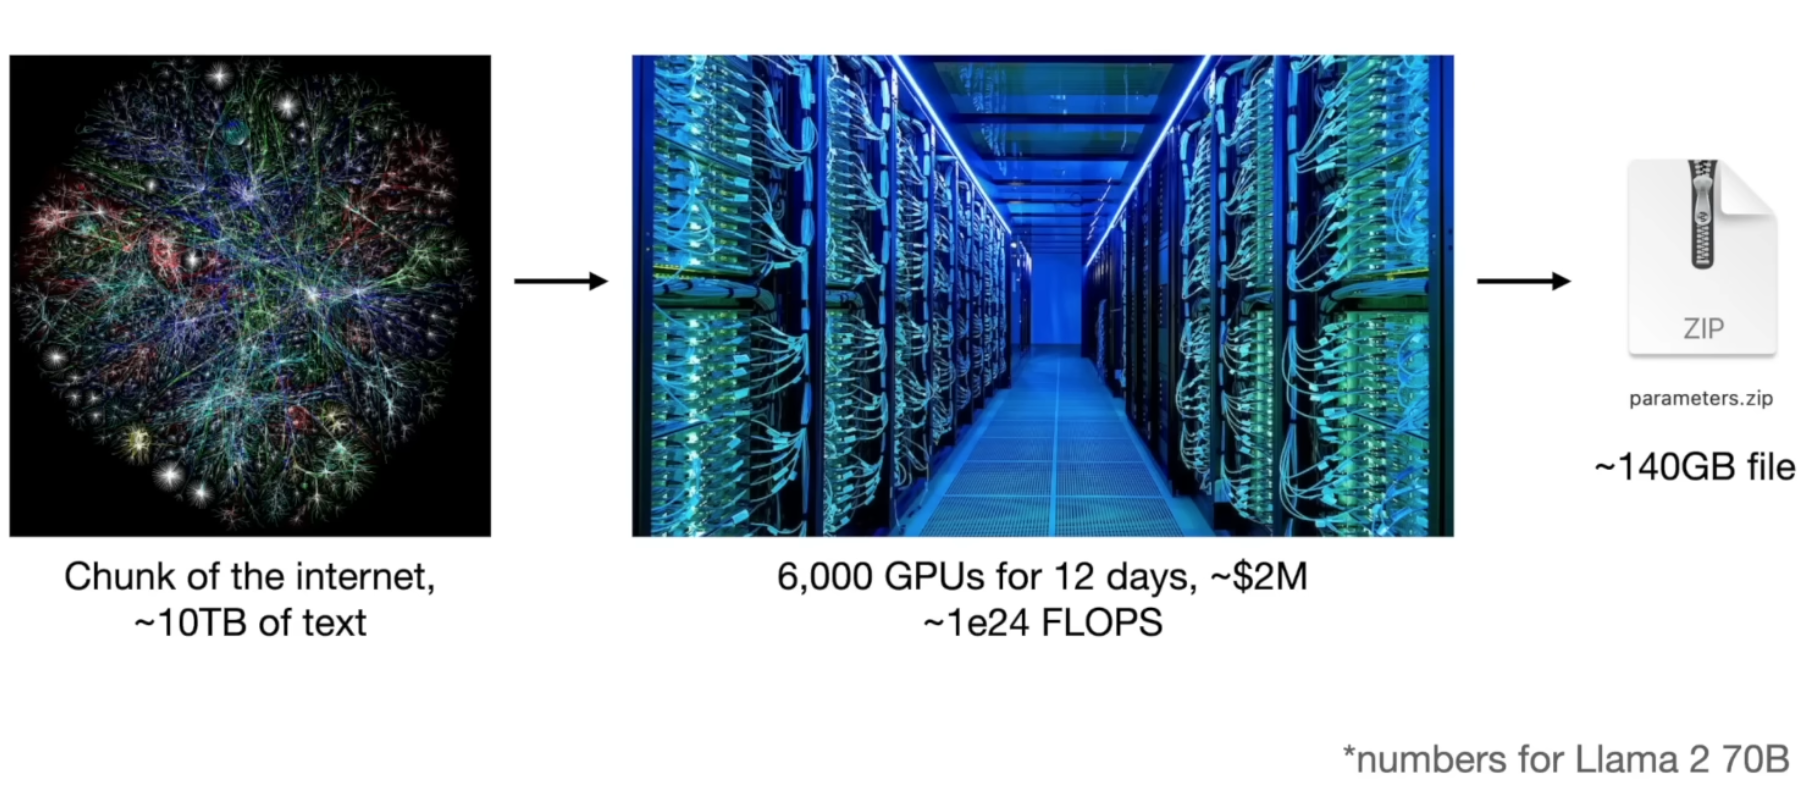 Chunk of the internet,
~10TB of text
6,000 GPUs for 12 days, ~$2M
~1e24 FLOPS
ZIP
parameters.zip
~140GB file
*numbers for Llama 2 70B